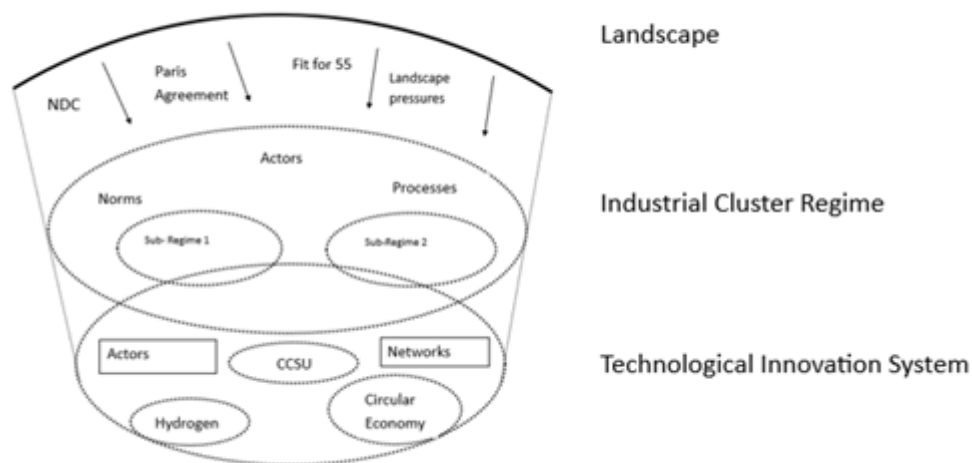 Landscape
Fit for 55
Paris
Agreement
Landscape
pressures
NDC
Actors
Processes
Norms
Industrial Cluster Regime
Sub- Regime 1
Sub-Regime 2
Actors
Networks
CCSU
Technological Innovation System
Circular
Economy
Hydrogen